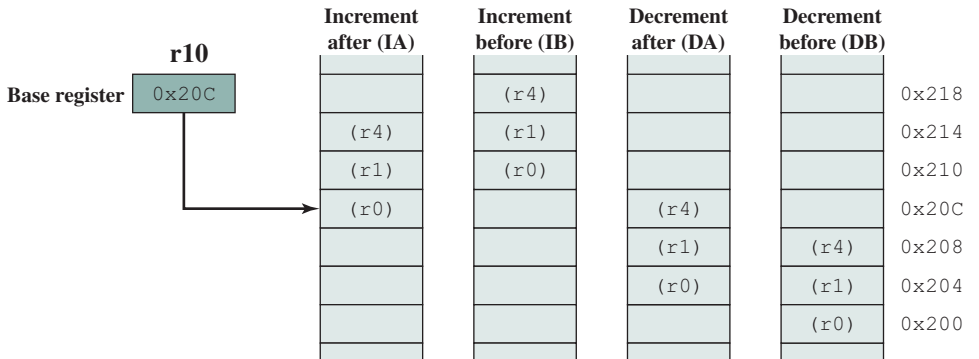 Increment after (IA)
Increment before (IB)
Decrement after (DA)
Decrement before (DB)
r10
Base register 0x20C
(r4) 0x218
(r4) (r1) 0x214
(r1) (r0) 0x210
(r0) (r4) 0x20C
(r1) (r4) 0x208
(r0) (r1) 0x204
(r0) 0x200